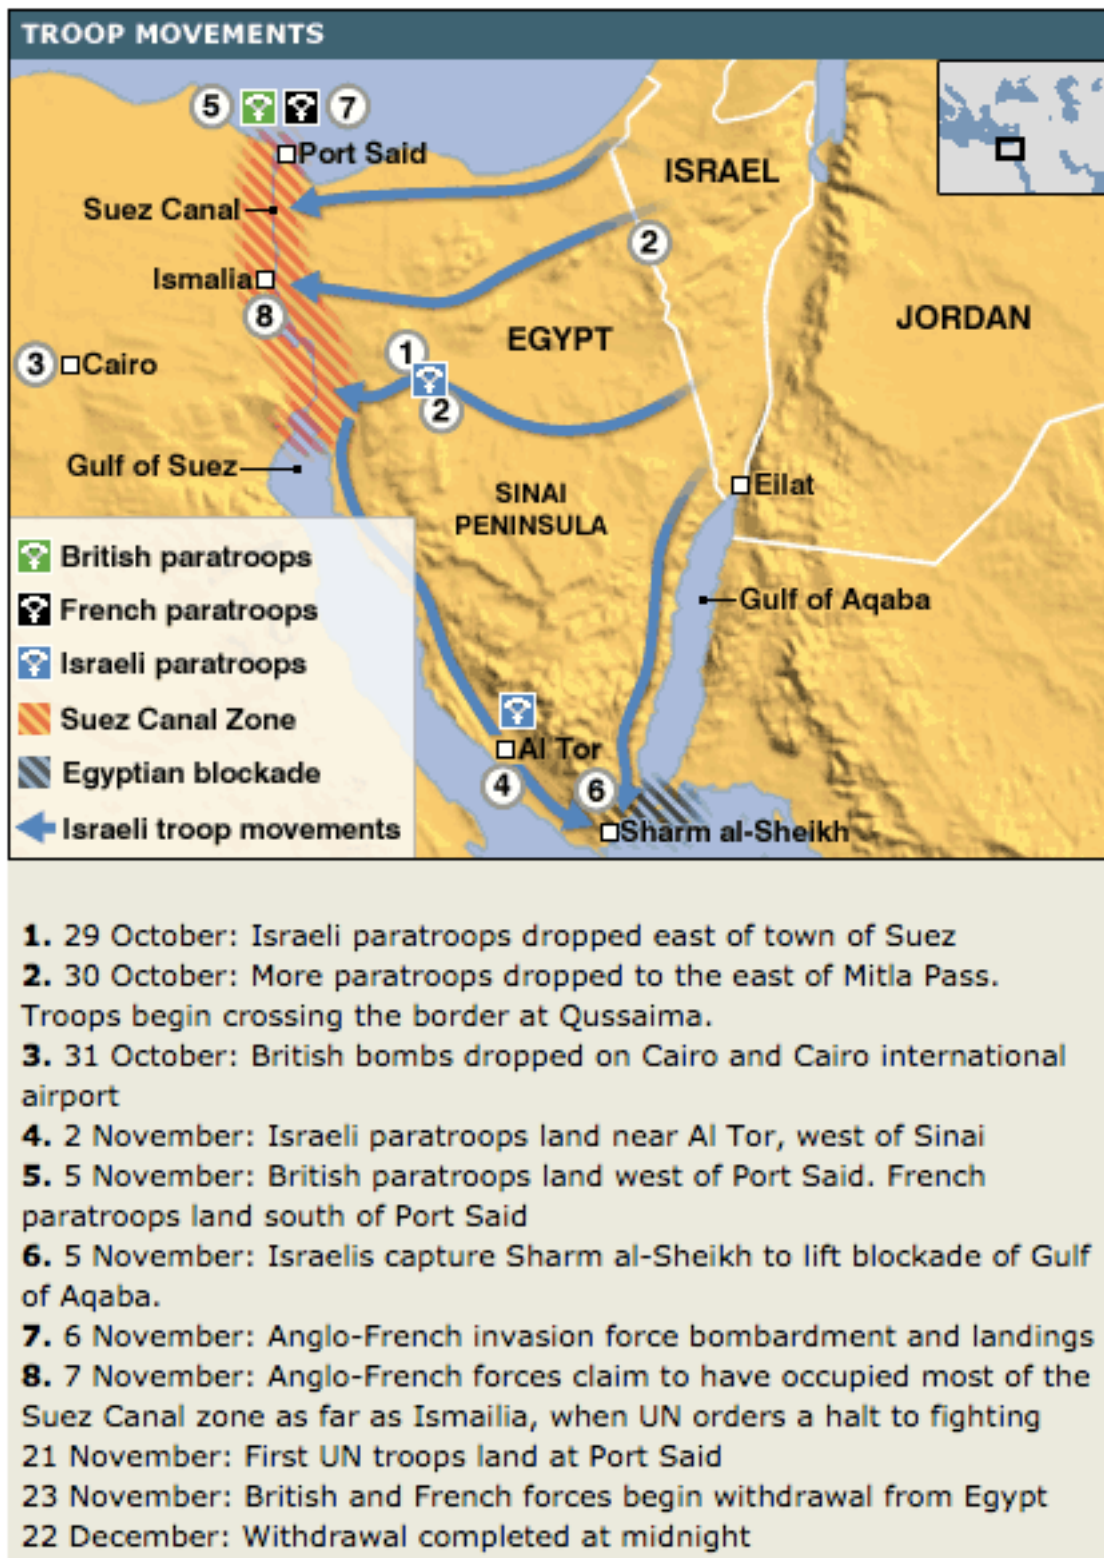 TROOP MOVEMENTS
5
7
Port Said
ISRAEL
Suez Canal
2
Ismalia
8
JORDAN
EGYPT
1
3
Cairo
2
Gulf of Suez
SINAI
PENINSULA
Eilat
British paratroops
Gulf of Aqaba
French paratroops
Israeli paratroops
Suez Canal Zone
Al Tor
Egyptian blockade
4
6
Israeli troop movements
Sharm al-Sheikh
1. 29 October: Israeli paratroops dropped east of town of Suez
2. 30 October: More paratroops dropped to the east of Mitla Pass.
Troops begin crossing the border at Qussaima.
3. 31 October: British bombs dropped on Cairo and Cairo international
airport
4. 2 November: Israeli paratroops land near Al Tor, west of Sinai
5. 5 November: British paratroops land west of Port Said. French
paratroops land south of Port Said
6. 5 November: Israelis capture Sharm al-Sheikh to lift blockade of Gulf
of Aqaba.
7. 6 November: Anglo-French invasion force bombardment and landings
8. 7 November: Anglo-French forces claim to have occupied most of the
Suez Canal zone as far as Ismailia, when UN orders a halt to fighting
21 November: First UN troops land at Port Said
23 November: British and French forces begin withdrawal from Egypt
22 December: Withdrawal completed at midnight